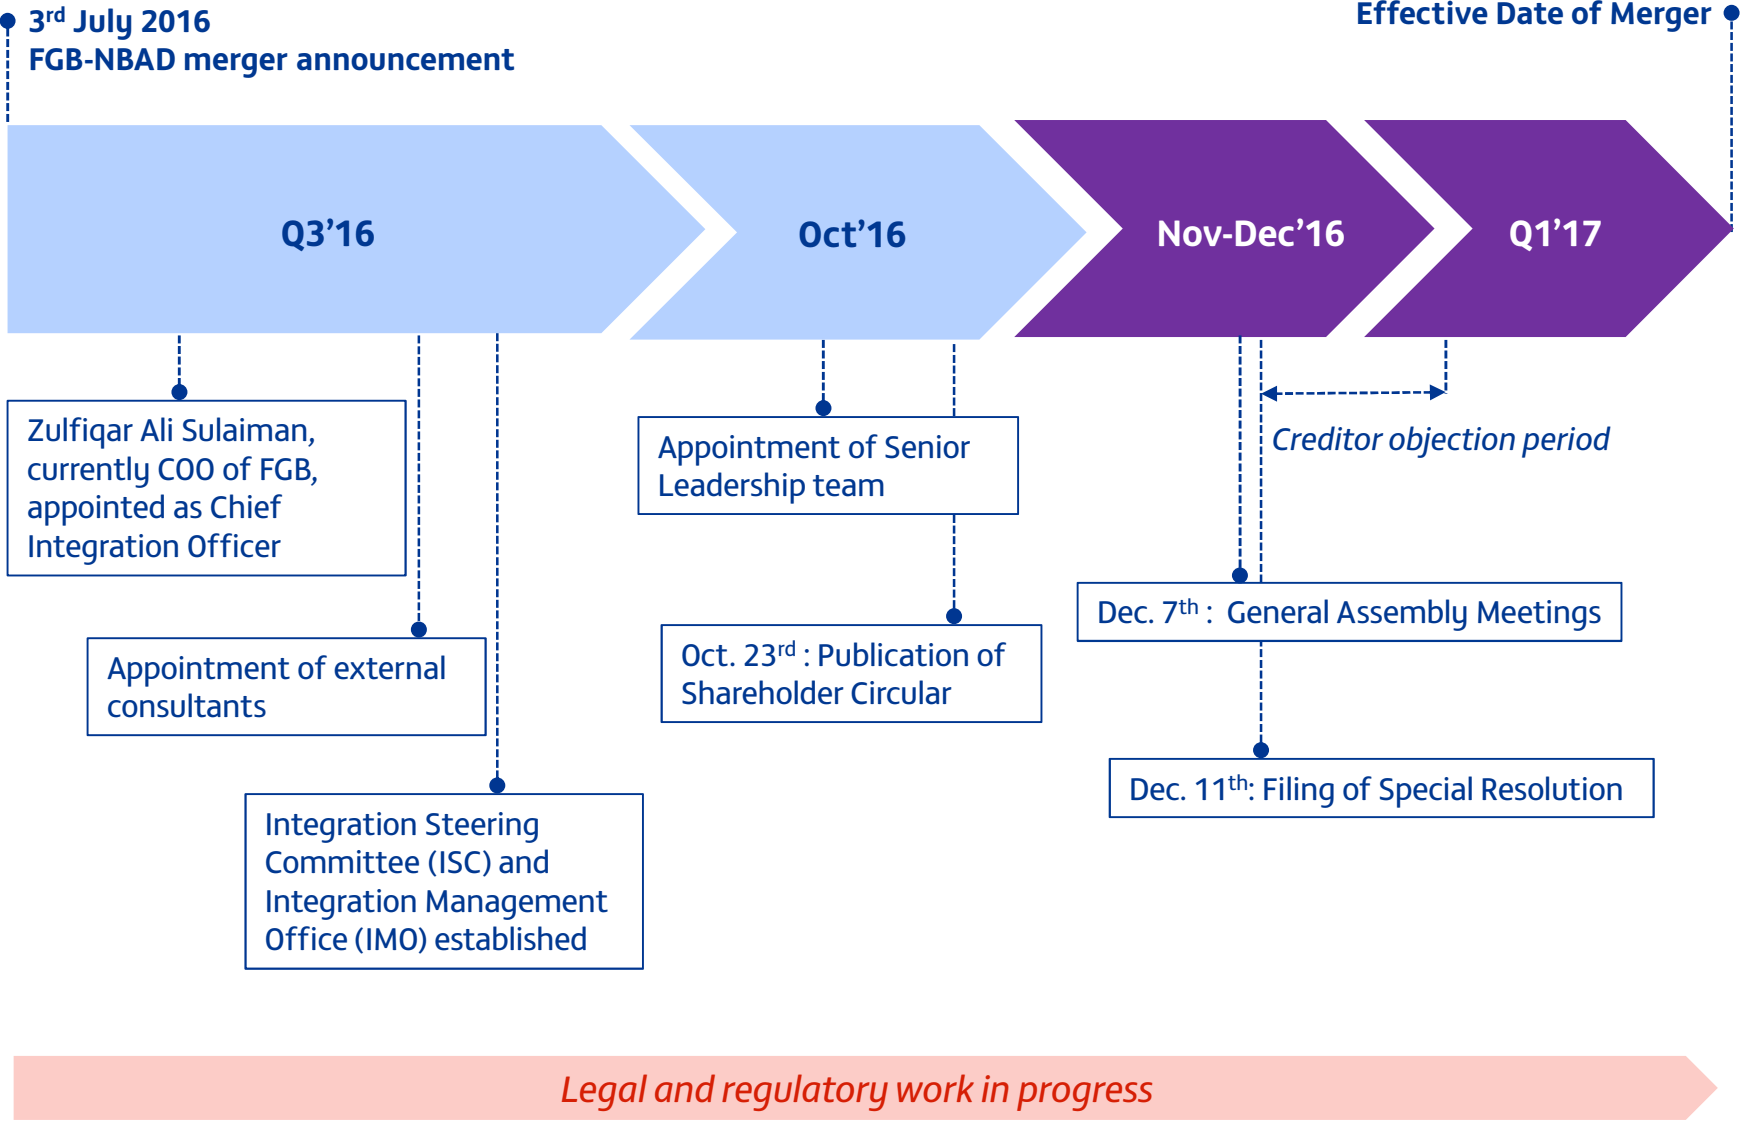 3rd July 2016
FGB-NBAD merger announcement
Effective Date of Merger
Q3’16
Oct’16
Nov-Dec’16
Q1’17
Zulfiqar Ali Sulaiman,
currently COO of FGB,
appointed as Chief
Integration Officer
Appointment of external
consultants
Integration Steering
Committee (ISC) and
Integration Management
Office (IMO) established
Appointment of Senior
Leadership team
Oct. 23rd : Publication of
Shareholder Circular
Creditor objection period
Dec. 7th : General Assembly Meetings
Dec. 11th: Filing of Special Resolution
Legal and regulatory work in progress